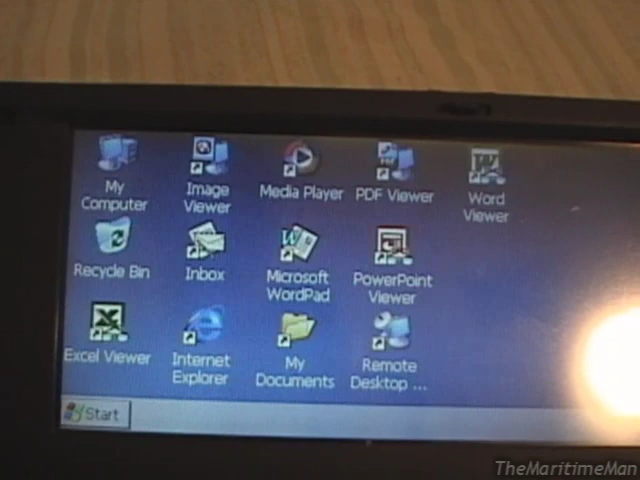 My
Computer
Image
Viewer
Media Player
PDF Viewer
Word
Viewer
Recycle Bin
Inbox
Microsoft
WordPad
PowerPoint
Viewer
Excel Viewer
Internet
Explorer
My
Documents
Remote
Desktop ...
Start
TheMaritimeMan